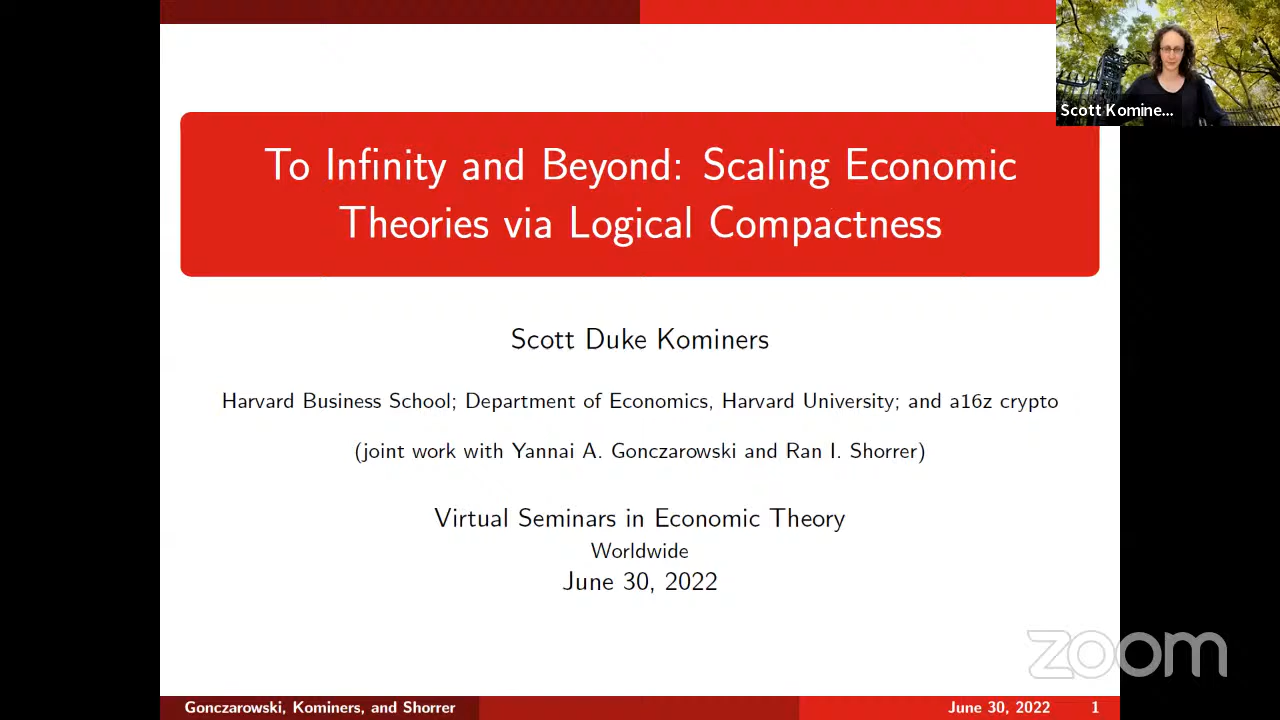 To Infinity and Beyond: Scaling Economic
Theories via Logical Compactness
Scott Komine...
Scott Duke Kominers
Harvard Business School; Department of Economics, Harvard University; and a16z crypto
(joint work with Yannai A. Gonczarowski and Ran I. Shorrer)
Virtual Seminars in Economic Theory
Worldwide
June 30, 2022
zoom
Gonczarowski, Kominers, and Shorrer
June 30, 2022 1